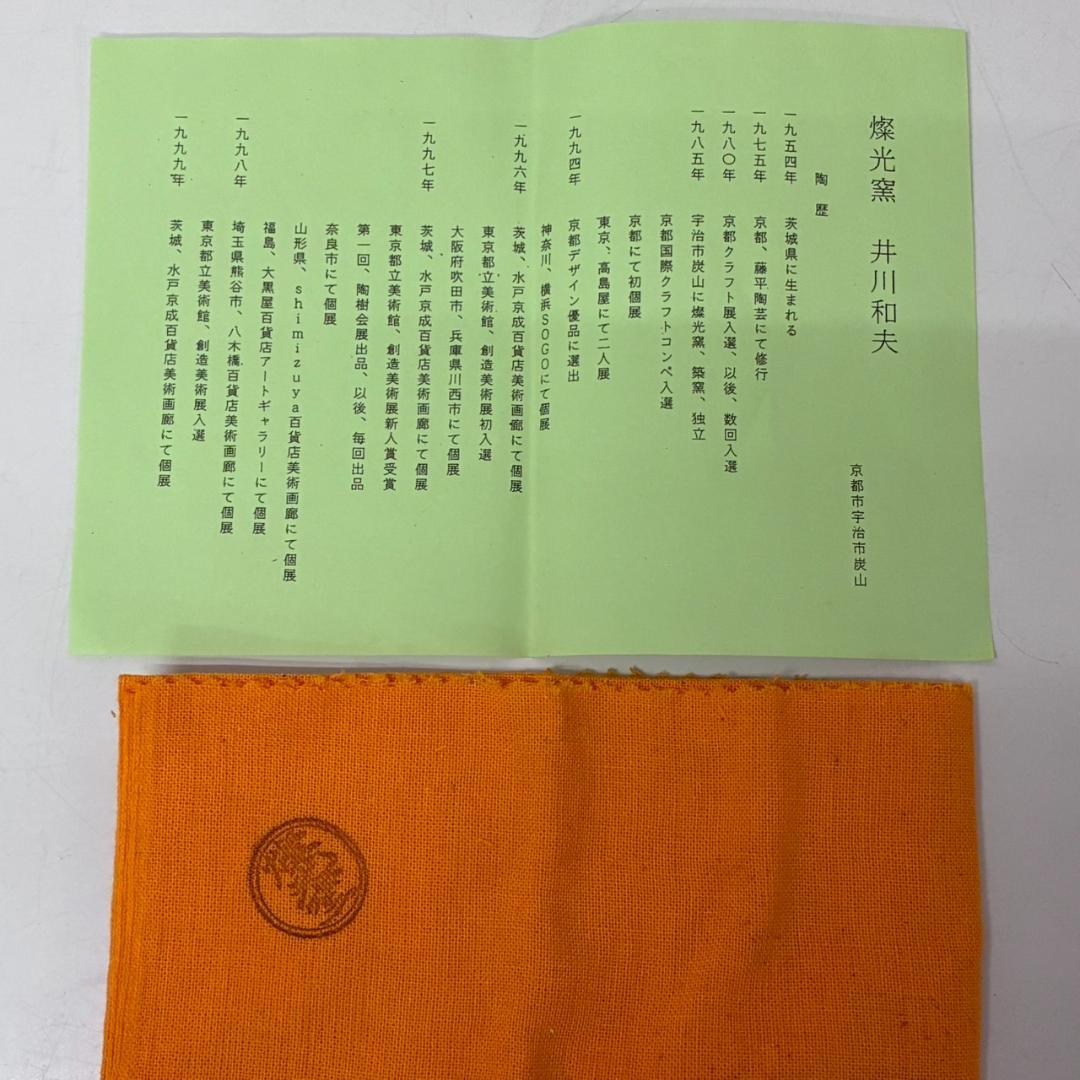 燦光窯 井川和夫
京都市宇治市炭山
陶歴
一九五四年 茨城県に生まれる
一九七五年 京都、藤平陶芸にて修行
一九八〇年 京都クラフト展入選、以後、数回入選
一九八五年 宇治市炭山に燦光窯、築窯、独立
京都国際クラフトコンペ入選
京都にて初個展
東京、高島屋にて二人展
一九九四年 京都デザイン優品に選出
神奈川、横浜SOGOにて個展
一九九六年 茨城、水戸京成百貨店美術画廊にて個展
東京都立美術館、創造美術展初入選
大阪府吹田市、兵庫県川西市にて個展
一九九七年 茨城、水戸京成百貨店美術画廊にて個展
東京都立美術館、創造美術展新人賞受賞
第一回、陶樹会展出品、以後、毎回出品
奈良市にて個展
山形県、shimizuya百貨店美術画廊にて個展
福島、大黒屋百貨店アートギャラリーにて個展
一九九八年 埼玉県熊谷市、八木橋百貨店美術画廊にて個展
東京都立美術館、創造美術展入選
一九九九年 茨城、水戸京成百貨店美術画廊にて個展